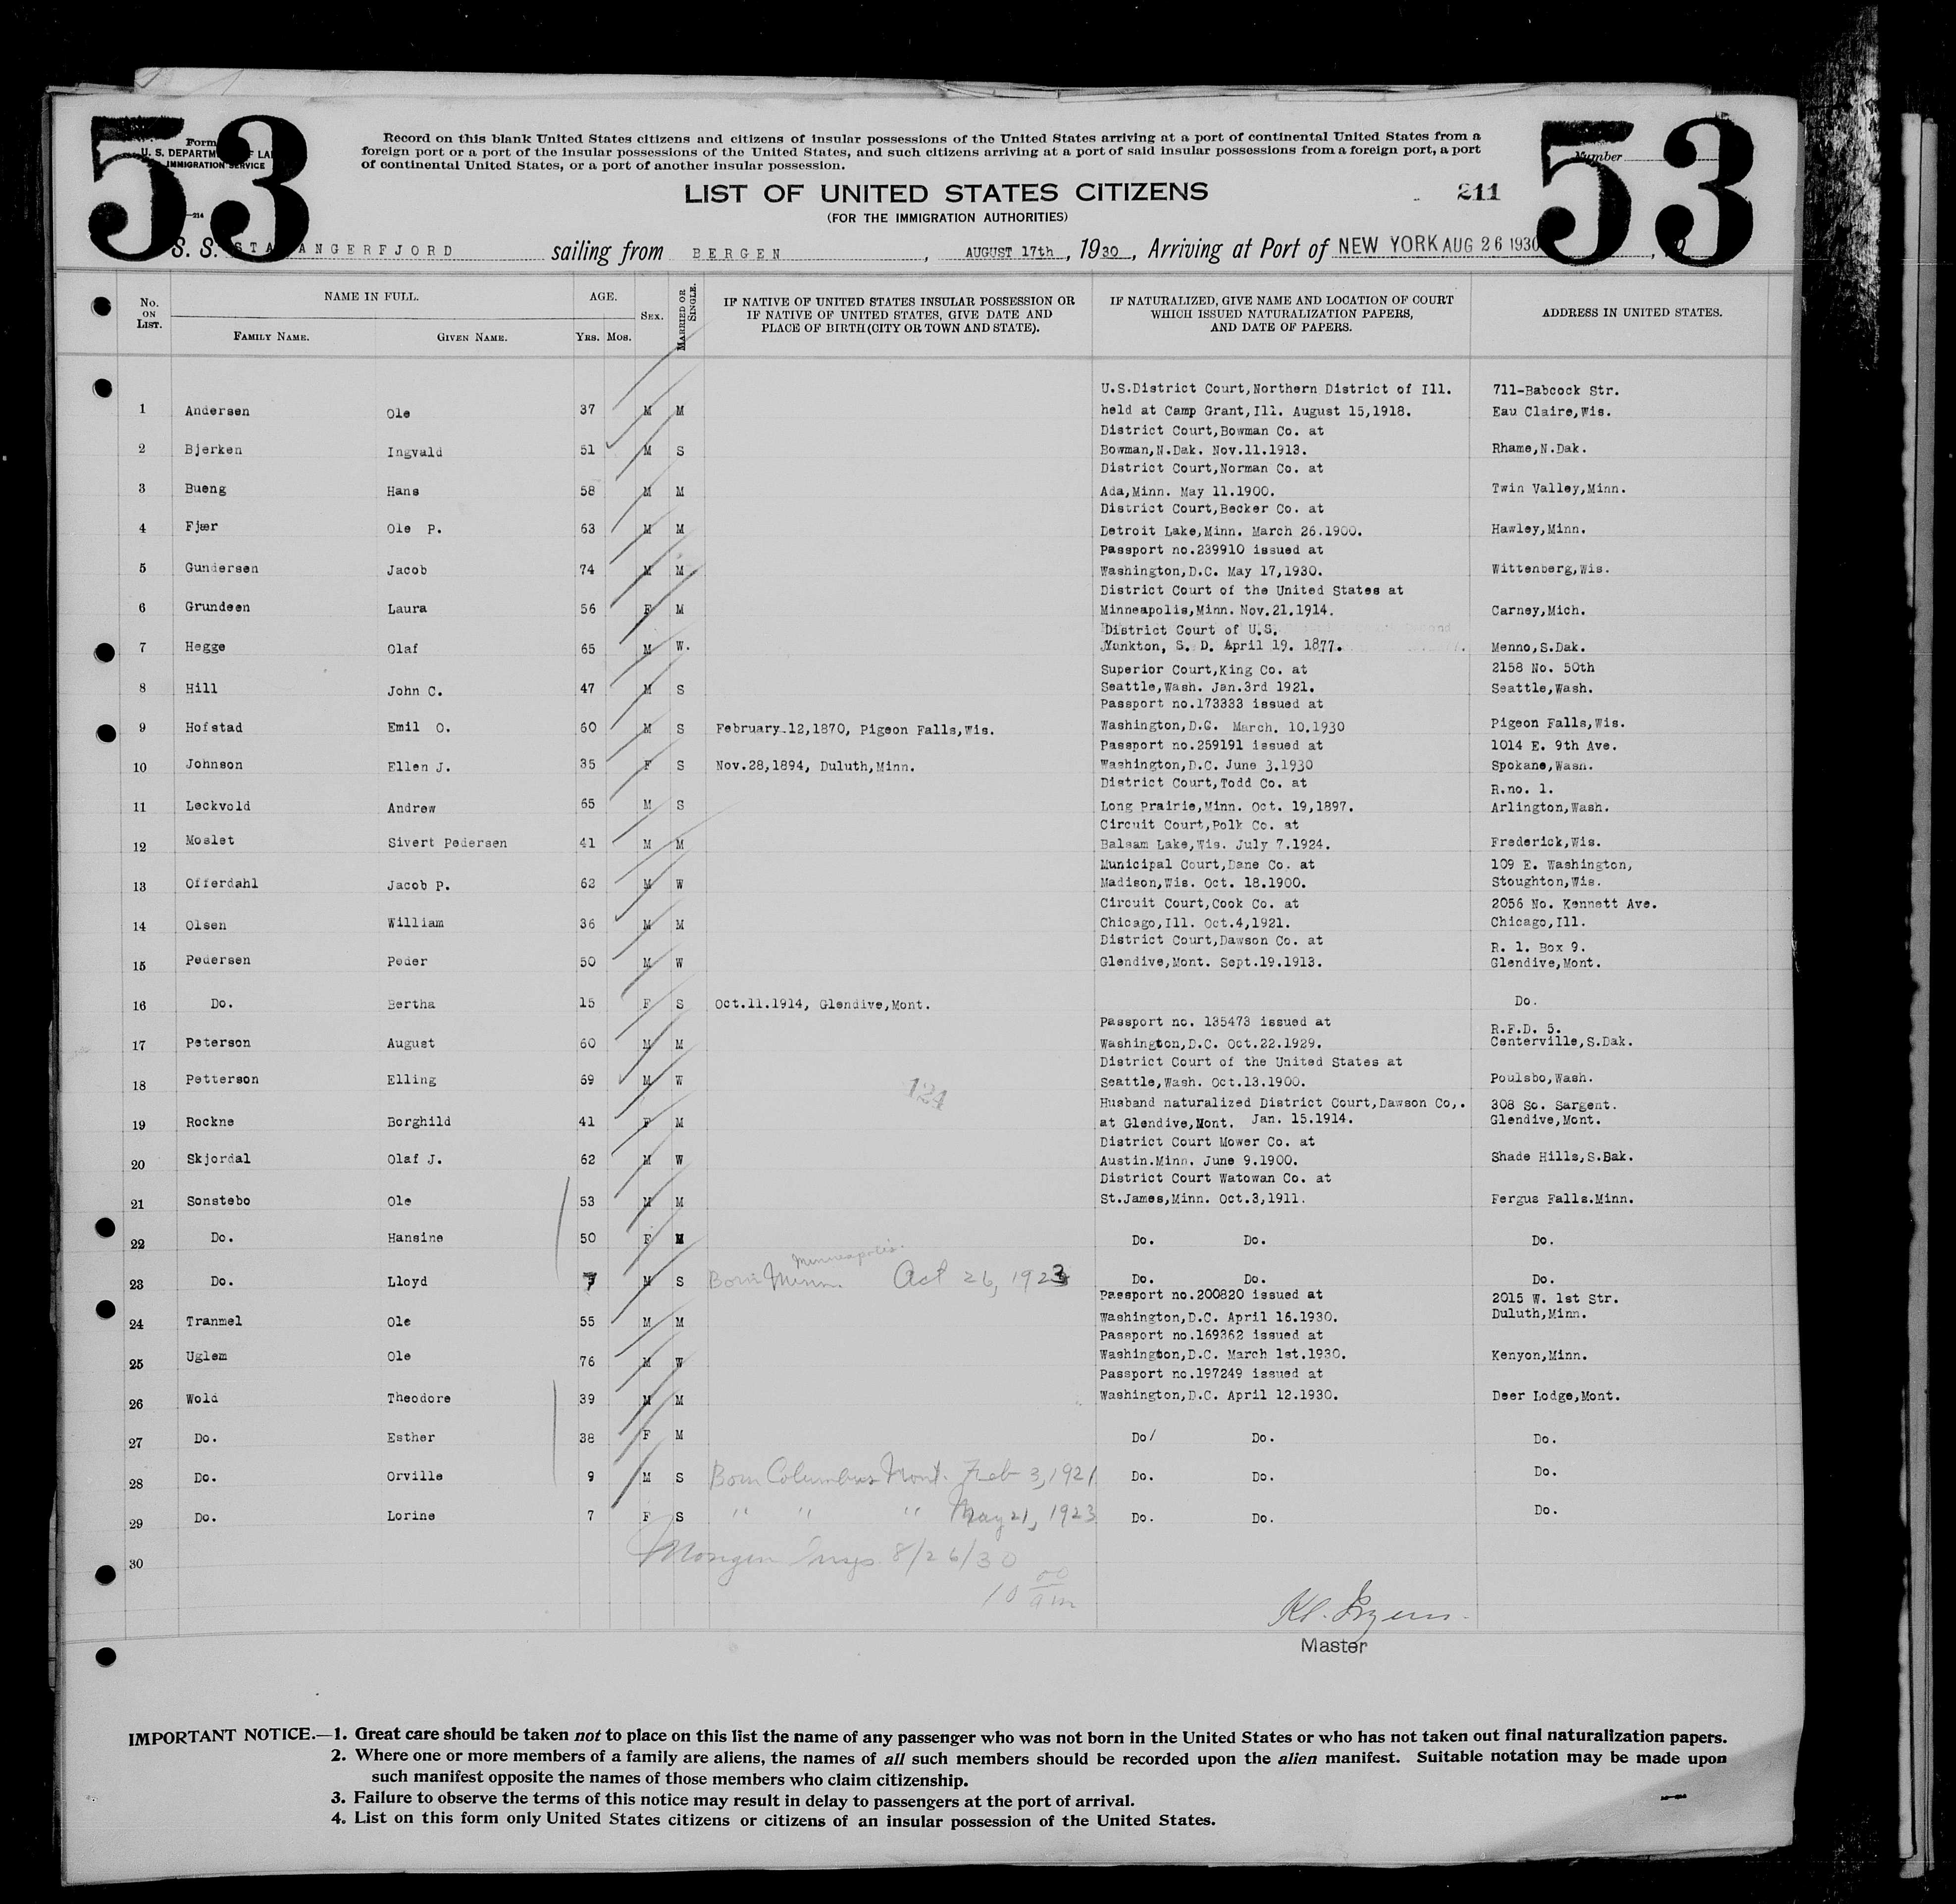 53
53
Form
U. S. DEPARTM OF LA
IMMIGRATION SERVICE
Number
Record on this blank United States citizens and citizens of insular possessions of the United States arriving at a port of continental United States from a
foreign port or a port of the insular possessions of the United States, and such citizens arriving at a port of said insular possessions from a foreign port, a port
of continental United States, or a port of another insular possession.
LIST OF UNITED STATES CITIZENS
211
(FOR THE IMMIGRATION AUTHORITIES)
S. S. STAVANGERFJORD sailing from BERGEN, AUGUST 17th, 1930, Arriving at Port of NEW YORK AUG 26 1930
No. ON LIST.
NAME IN FULL.
FAMILY NAME. GIVEN NAME.
AGE.
YRS. MOS.
SEX.
MARRIED OR SINGLE.
IF NATIVE OF UNITED STATES INSULAR POSSESSION OR
IF NATIVE OF UNITED STATES, GIVE DATE AND
PLACE OF BIRTH (CITY OR TOWN AND STATE).
IF NATURALIZED, GIVE NAME AND LOCATION OF COURT
WHICH ISSUED NATURALIZATION PAPERS,
AND DATE OF PAPERS.
ADDRESS IN UNITED STATES.
U.S.District Court,Northern District of Ill. 711-Babcock Str.
1 Andersen Ole 37 M M held at Camp Grant,Ill. August 15,1918. Eau Claire,Wis.
District Court,Bowman Co. at
2 Bjerken Ingvald 51 M S Bowman,N.Dak. Nov.11.1913. Rhame,N.Dak.
District Court,Norman Co. at
3 Bueng Hans 58 M M Ada,Minn. May 11.1900. Twin Valley,Minn.
District Court,Becker Co. at
4 Fjær Ole P. 63 M M Detroit Lake,Minn. March 26.1900. Hawley,Minn.
Passport no.239910 issued at
5 Gundersen Jacob 74 M M Washington,D.C. May 17,1930. Wittenberg,Wis.
District Court of the United States at
6 Grundeen Laura 56 F M Minneapolis,Minn. Nov.21.1914. Carney,Mich.
District Court of U.S.
7 Hegge Olaf 65 M W. Yankton, S. D. April 19. 1877. Menno,S.Dak.
Superior Court,King Co. at 2158 No. 50th
8 Hill John C. 47 M S Seattle,Wash. Jan.3rd 1921. Seattle,Wash.
Passport no.173333 issued at
9 Hofstad Emil O. 60 M S February.12,1870, Pigeon Falls,Wis. Washington,D.C. March. 10.1930 Pigeon Falls,Wis.
Passport no.259191 issued at 1014 E. 9th Ave.
10 Johnson Ellen J. 35 F S Nov.28,1894, Duluth,Minn. Washington,D.C. June 3.1930 Spokane,Wash.
District Court,Todd Co. at R.no. 1.
11 Leckvold Andrew 65 M S Long Prairie,Minn. Oct. 19,1897. Arlington,Wash.
Circuit Court,Polk Co. at
12 Moslet Sivert Pedersen 41 M M Balsam Lake,Wis. July 7.1924. Frederick,Wis.
Municipal Court,Dane Co. at 109 E. Washington,
13 Offerdahl Jacob P. 62 M W Madison,Wis. Oct. 18.1900. Stoughton,Wis.
Circuit Court,Cook Co. at 2056 No. Kennett Ave.
14 Olsen William 36 M M Chicago,Ill. Oct.4,1921. Chicago,Ill.
District Court,Dawson Co. at R. 1. Box 9.
15 Pedersen Peder 50 M W Glendive,Mont. Sept.19.1913. Glendive,Mont.
16 Do. Bertha 15 F S Oct.11.1914, Glendive,Mont. Do.
Passport no. 135473 issued at R.F.D. 5.
17 Peterson August 60 M M Washington,D.C. Oct.22.1929. Centerville,S.Dak.
District Court of the United States at
18 Petterson Elling 69 M W 124 Seattle,Wash. Oct.13.1900. Poulsbo,Wash.
Husband naturalized District Court,Dawson Co,. 308 So. Sargent.
19 Rockne Borghild 41 F M at Glendive,Mont. Jan. 15.1914. Glendive,Mont.
District Court Mower Co. at
20 Skjordal Olaf J. 62 M W Austin.Minn. June 9.1900. Shade Hills,S.Bak.
District Court Watowan Co. at
21 Sonstebo Ole 53 M M St.James,Minn. Oct.3,1911. Fergus Falls.Minn.
22 Do. Hansine 50 F M Do. Do. Do.
Minneapolis.
23 Do. Lloyd 7 M S Born Minn. Oct 26, 1923 Do. Do. Do.
Passport no.200820 issued at 2015 W. 1st Str.
24 Tranmel Ole 55 M M Washington,D.C. April 16.1930. Duluth,Minn.
Passport no.169362 issued at
25 Uglem Ole 76 M W Washington,D.C. March 1st.1930. Kenyon,Minn.
Passport no.197249 issued at
26 Wold Theodore 39 M M Washington,D.C. April 12.1930. Deer Lodge,Mont.
27 Do. Esther 38 F M Do/ Do. Do.
28 Do. Orville 9 M S Born Columbus Mont. Feb 3,1921 Do. Do. Do.
29 Do. Lorine 7 F S " " " May 21, 1923 Do. Do. Do.
30 8/26/30
10 00 am
Master
IMPORTANT NOTICE.—1. Great care should be taken not to place on this list the name of any passenger who was not born in the United States or who has not taken out final naturalization papers.
2. Where one or more members of a family are aliens, the names of all such members should be recorded upon the alien manifest. Suitable notation may be made upon
such manifest opposite the names of those members who claim citizenship.
3. Failure to observe the terms of this notice may result in delay to passengers at the port of arrival.
4. List on this form only United States citizens or citizens of an insular possession of the United States.